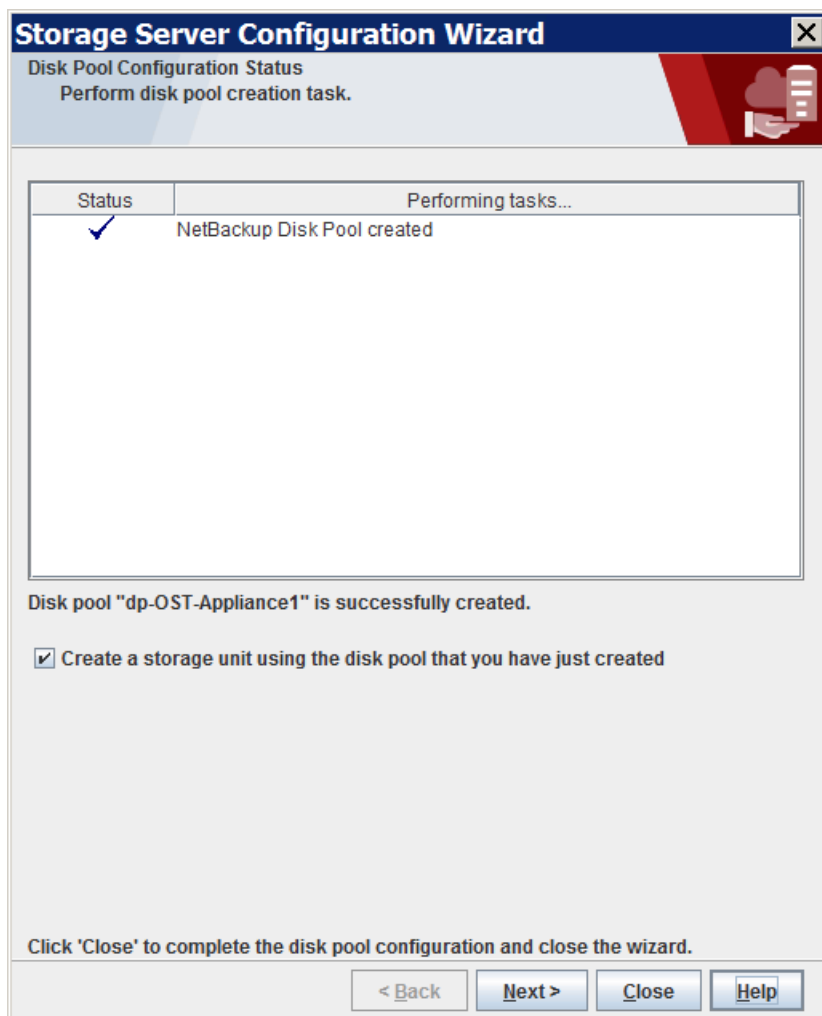 Storage Server Configuration Wizard
Disk Pool Configuration Status
Perform disk pool creation task.
Status Performing tasks...
NetBackup Disk Pool created
Disk pool "dp-OST-Appliance1" is successfully created.
Create a storage unit using the disk pool that you have just created
Click 'Close' to complete the disk pool configuration and close the wizard.
< Back Next > Close Help